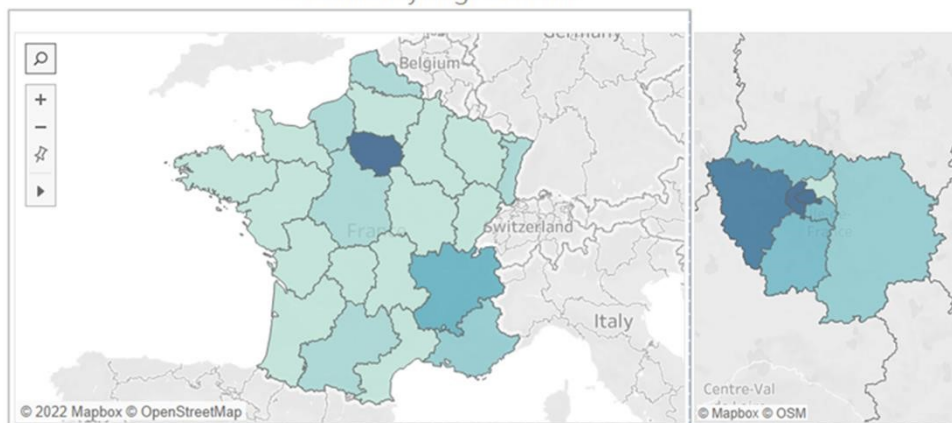 Germany
Belgium
France
Switzerland
Italy
© 2022 Mapbox © OpenStreetMap
France
Centre-Val
© Mapbox © OSM